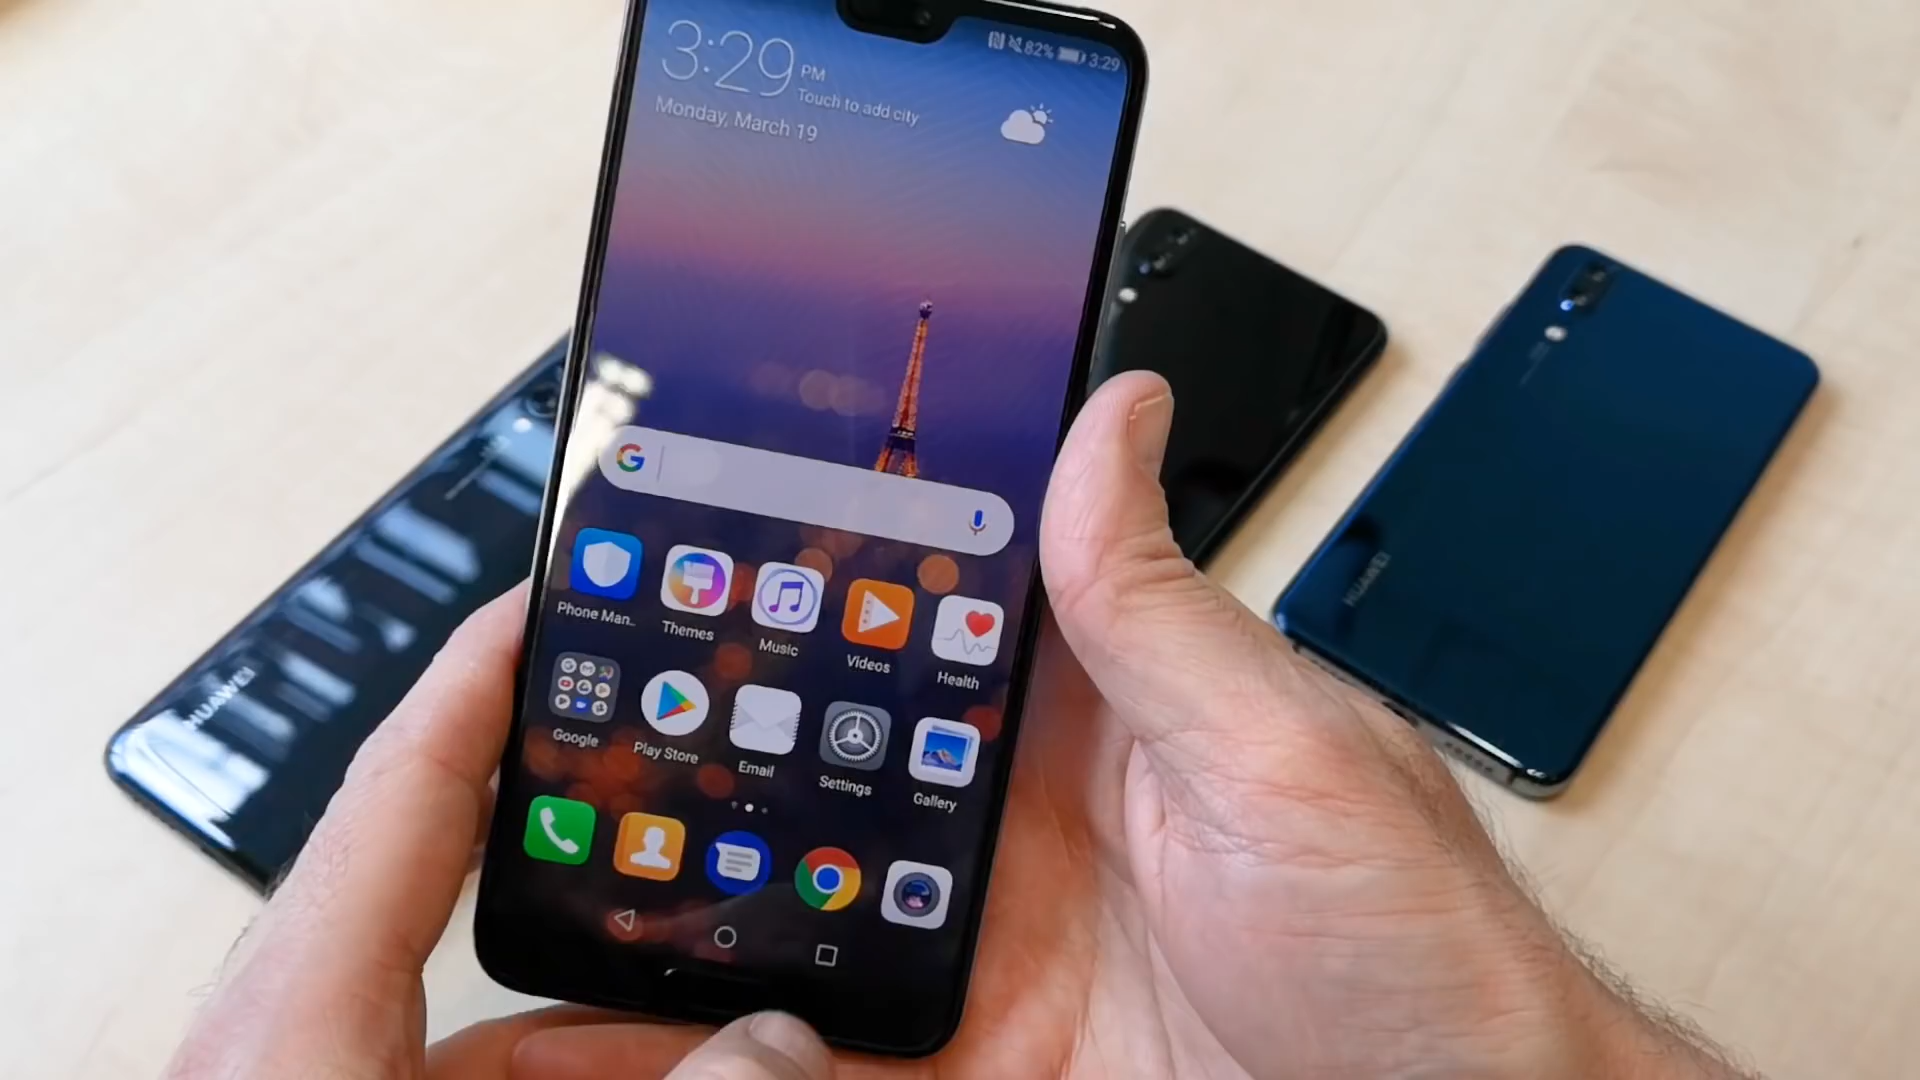 82% 3:29
3:29 PM
Touch to add city
Monday, March 19
Phone Man..
Themes
Music
Videos
Health
Google
Play Store
Email
Settings
Gallery
HUAWEI
HUAWEI